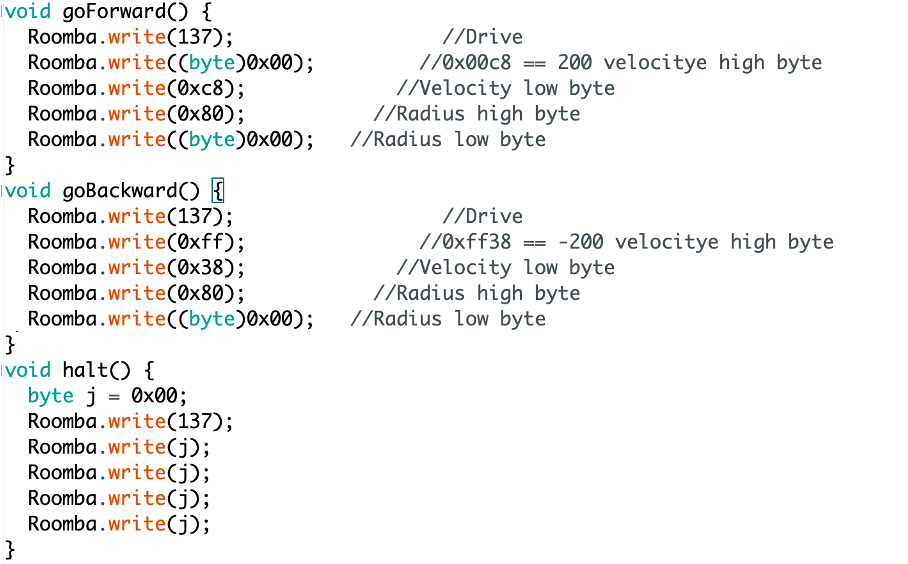 void goForward() {
  Roomba.write(137);                  //Drive
  Roomba.write((byte)0x00);         //0x00c8 == 200 velocitye high byte
  Roomba.write(0xc8);             //Velocity low byte
  Roomba.write(0x80);           //Radius high byte
  Roomba.write((byte)0x00);   //Radius low byte
}
void goBackward() {
  Roomba.write(137);                  //Drive
  Roomba.write(0xff);               //0xff38 == -200 velocitye high byte
  Roomba.write(0x38);             //Velocity low byte
  Roomba.write(0x80);           //Radius high byte
  Roomba.write((byte)0x00);   //Radius low byte
}
void halt() {
  byte j = 0x00;
  Roomba.write(137);
  Roomba.write(j);
  Roomba.write(j);
  Roomba.write(j);
  Roomba.write(j);
}